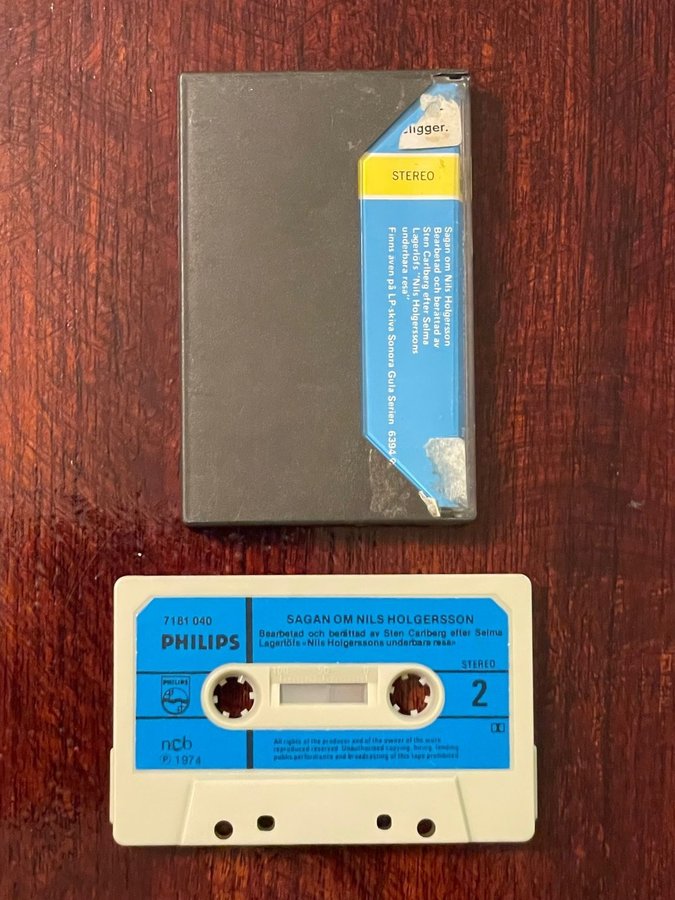 ligger.
STEREO
Sagan om Nils Holgersson
Bearbetad och berättad av
Sten Carlberg efter Selma
Lagerlöfs "Nils Holgerssons
underbara resa"
Finns även på LP-skiva Sonora Gula Serien 6394
7181 040
PHILIPS
SAGAN OM NILS HOLGERSSON
Bearbetad och berättad av Sten Carlberg efter Selma
Lagerlöfs «Nils Holgerssons underbara resa»
STEREO
PHILIPS
2
ncb
℗ 1974
All rights of the producer and of the owner of the work
reproduced reserved. Unauthorised copying, hiring, lending
public performance and broadcasting of this tape prohibited